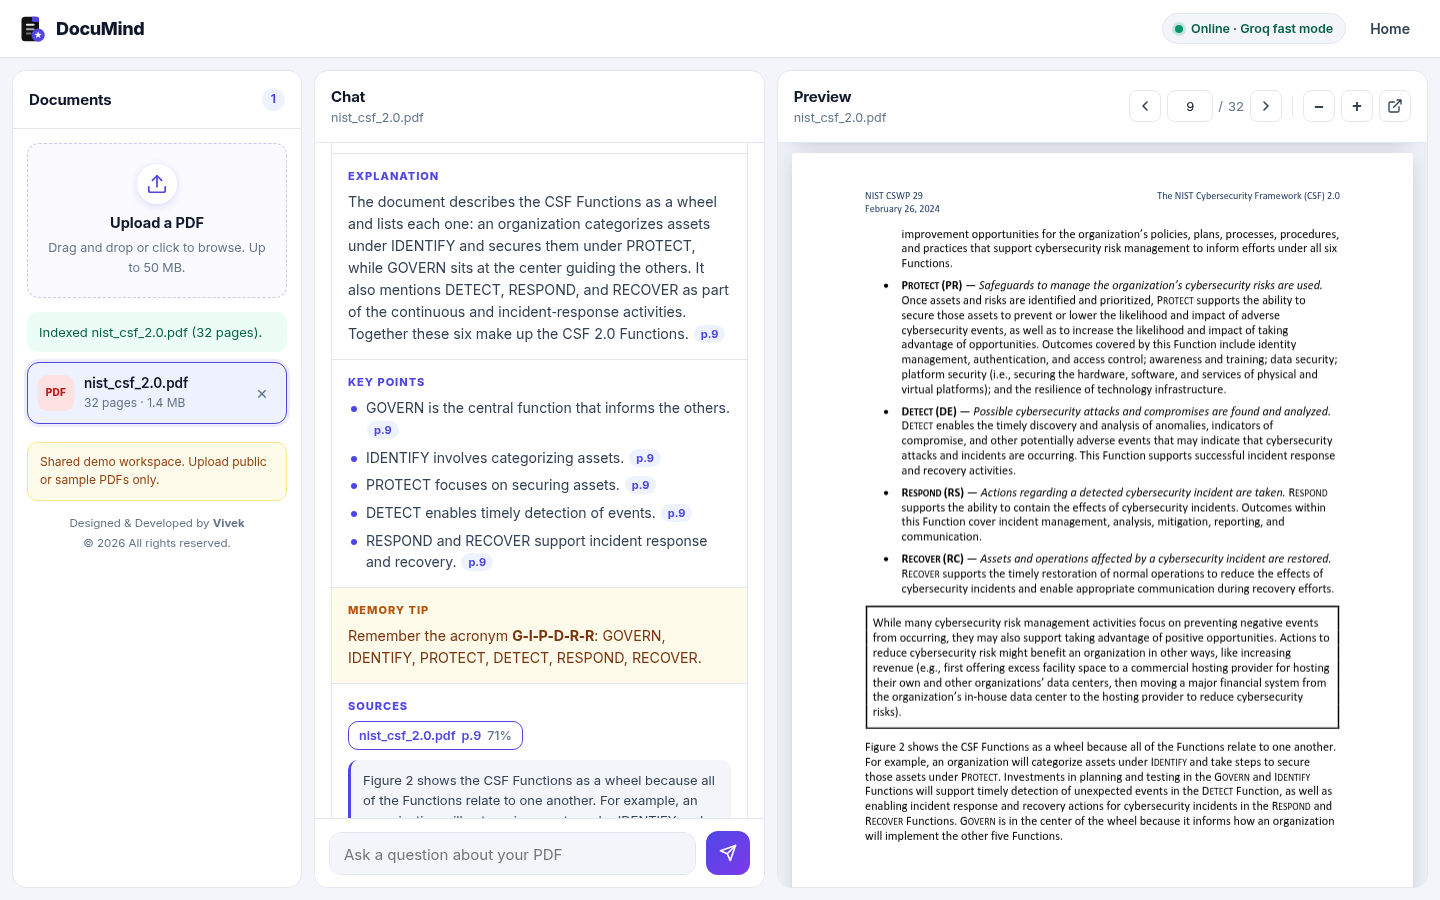 DocuMind
Online · Groq fast mode
Home
Documents
1
Upload a PDF
Drag and drop or click to browse. Up
to 50 MB.
Indexed nist_csf_2.0.pdf (32 pages).
PDF
nist_csf_2.0.pdf
32 pages · 1.4 MB
×
Shared demo workspace. Upload public
or sample PDFs only.
Designed & Developed by Vivek
© 2026 All rights reserved.
Chat
nist_csf_2.0.pdf
EXPLANATION
The document describes the CSF Functions as a wheel
and lists each one: an organization categorizes assets
under IDENTIFY and secures them under PROTECT,
while GOVERN sits at the center guiding the others. It
also mentions DETECT, RESPOND, and RECOVER as part
of the continuous and incident‑response activities.
Together these six make up the CSF 2.0 Functions. p.9
KEY POINTS
• GOVERN is the central function that informs the others.
p.9
• IDENTIFY involves categorizing assets. p.9
• PROTECT focuses on securing assets. p.9
• DETECT enables timely detection of events. p.9
• RESPOND and RECOVER support incident response
and recovery. p.9
MEMORY TIP
Remember the acronym G‑I‑P‑D‑R‑R: GOVERN,
IDENTIFY, PROTECT, DETECT, RESPOND, RECOVER.
SOURCES
nist_csf_2.0.pdf p.9 71%
Figure 2 shows the CSF Functions as a wheel because all
of the Functions relate to one another. For example, an
Ask a question about your PDF
Preview
nist_csf_2.0.pdf
9 / 32
NIST CSWP 29
The NIST Cybersecurity Framework (CSF) 2.0
February 26, 2024
improvement opportunities for the organization's policies, plans, processes, procedures,
and practices that support cybersecurity risk management to inform efforts under all six
Functions.
• PROTECT (PR) — Safeguards to manage the organization's cybersecurity risks are used.
Once assets and risks are identified and prioritized, PROTECT supports the ability to
secure those assets to prevent or lower the likelihood and impact of adverse
cybersecurity events, as well as to increase the likelihood and impact of taking
advantage of opportunities. Outcomes covered by this Function include identity
management, authentication, and access control; awareness and training; data security;
platform security (i.e., securing the hardware, software, and services of physical and
virtual platforms); and the resilience of technology infrastructure.
• DETECT (DE) — Possible cybersecurity attacks and compromises are found and analyzed.
DETECT enables the timely discovery and analysis of anomalies, indicators of
compromise, and other potentially adverse events that may indicate that cybersecurity
attacks and incidents are occurring. This Function supports successful incident response
and recovery activities.
• RESPOND (RS) — Actions regarding a detected cybersecurity incident are taken. RESPOND
supports the ability to contain the effects of cybersecurity incidents. Outcomes within
this Function cover incident management, analysis, mitigation, reporting, and
communication.
• RECOVER (RC) — Assets and operations affected by a cybersecurity incident are restored.
RECOVER supports the timely restoration of normal operations to reduce the effects of
cybersecurity incidents and enable appropriate communication during recovery efforts.
While many cybersecurity risk management activities focus on preventing negative events
from occurring, they may also support taking advantage of positive opportunities. Actions to
reduce cybersecurity risk might benefit an organization in other ways, like increasing
revenue (e.g., first offering excess facility space to a commercial hosting provider for hosting
their own and other organizations' data centers, then moving a major financial system from
the organization's in-house data center to the hosting provider to reduce cybersecurity
risks).
Figure 2 shows the CSF Functions as a wheel because all of the Functions relate to one another.
For example, an organization will categorize assets under IDENTIFY and take steps to secure
those assets under PROTECT. Investments in planning and testing in the GOVERN and IDENTIFY
Functions will support timely detection of unexpected events in the DETECT Function, as well as
enabling incident response and recovery actions for cybersecurity incidents in the RESPOND and
RECOVER Functions. GOVERN is in the center of the wheel because it informs how an organization
will implement the other five Functions.